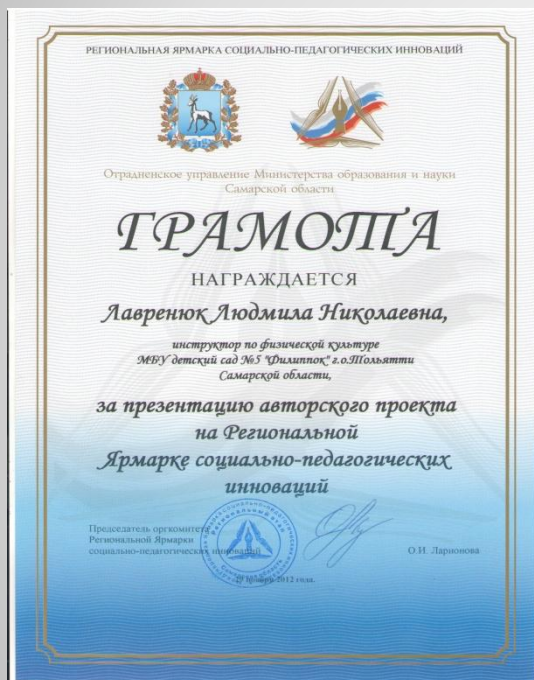 РЕГИОНАЛЬНАЯ ЯРМАРКА СОЦИАЛЬНО-ПЕДАГОГИЧЕСКИХ ИННОВАЦИЙ
Отрадненское управление Министерства образования и науки
Самарской области
ГРАМОТА
НАГРАЖДАЕТСЯ
Лавренюк Людмила Николаевна,
инструктор по физической культуре
МБУ детский сад №5 "Филиппок" г.о.Тольятти
Самарской области,
за презентацию авторского проекта
на Региональной
Ярмарке социально-педагогических
инноваций
Председатель оргкомитета
Региональной Ярмарки
социально-педагогических инноваций
О.И. Ларионова
2012 года.